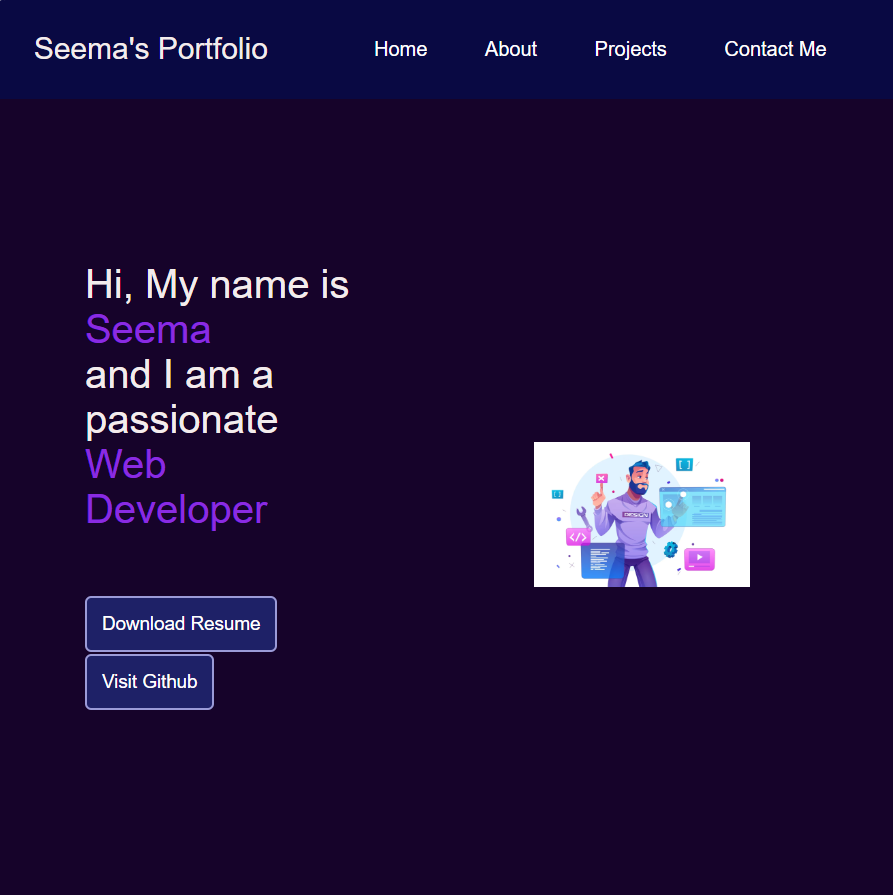 Seema's Portfolio
Home
About
Projects
Contact Me
Hi, My name is
Seema
and I am a
passionate
Web
Developer
[ ]
</>
DESIGN
Download Resume
Visit Github